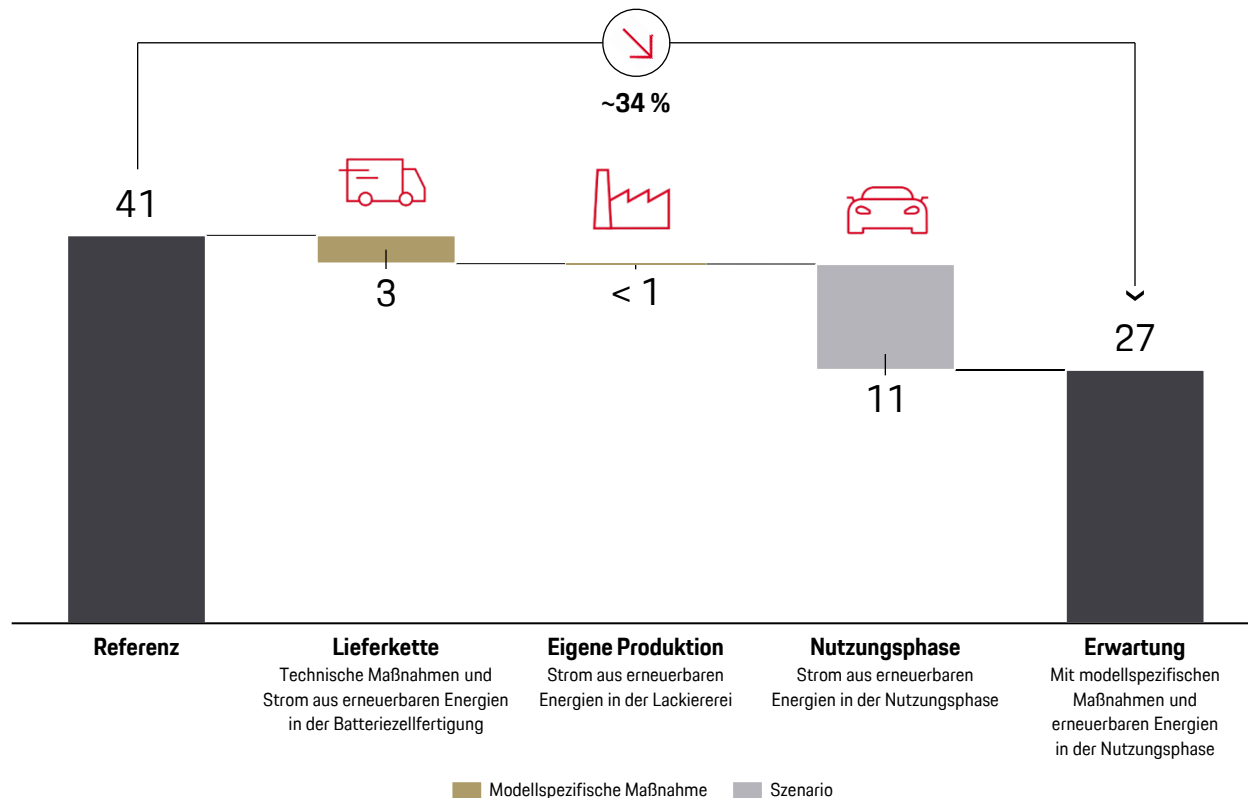 ~34 %
41
3
< 1
11
27
Referenz
Lieferkette
Technische Maßnahmen und
Strom aus erneuerbaren Energien
in der Batteriezellfertigung
Eigene Produktion
Strom aus erneuerbaren
Energien in der Lackiererei
Nutzungsphase
Strom aus erneuerbaren
Energien in der Nutzungsphase
Erwartung
Mit modellspezifischen
Maßnahmen und
erneuerbaren Energien
in der Nutzungsphase
Modellspezifische Maßnahme
Szenario